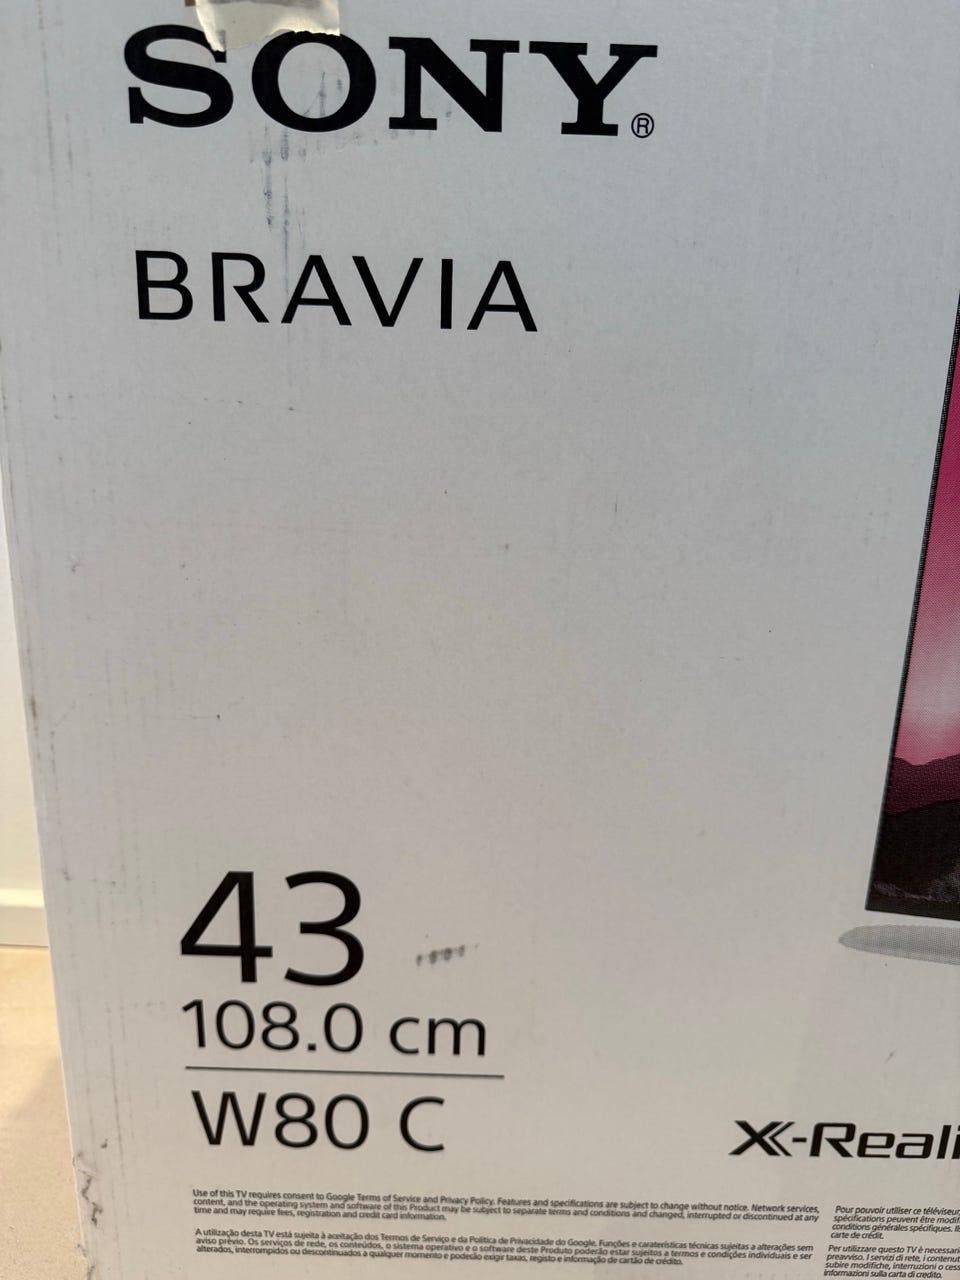 SONY®
BRAVIA
43
108.0 cm
W80 C
X-Reali
Use of this TV requires consent to Google Terms of Service and Privacy Policy. Features and specifications are subject to change without notice. Network services,
content, and the operating system and software of this Product may be subject to separate terms and conditions and changed, interrupted or discontinued at any
time and may require fees, registration and credit card information.
A utilização desta TV está sujeita à aceitação dos Termos de Serviço e da Política de Privacidade do Google. Funções e caraterísticas técnicas sujeitas a alterações sem
aviso prévio. Os serviços de rede, os conteúdos, o sistema operativo e o software deste Produto poderão estar sujeitos a termos e condições individuais e ser
alterados, interrompidos ou descontinuados a qualquer momento e poderão exigir taxas, registo e informação de cartão de crédito.
Pour pouvoir utiliser ce téléviseur,
spécifications peuvent être modif
conditions générales spécifiques.
carte de crédit.
Per utilizzare questo TV è necessari
preavviso. I servizi di rete, i contenut
subire modifiche, interruzioni o cess
informazioni sulla carta di credito.